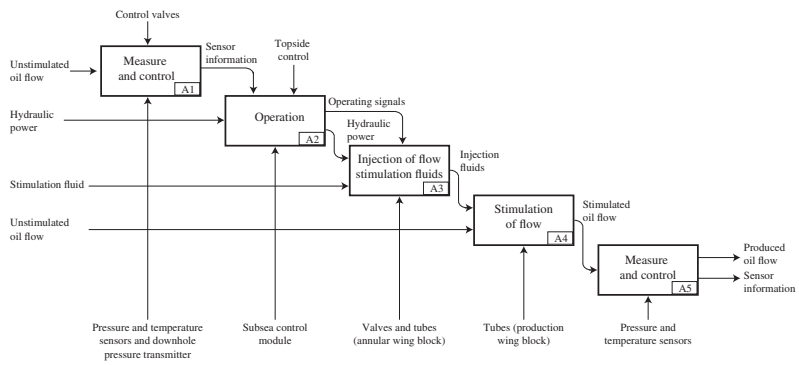 Control valves
Unstimulated
oil flow
Measure
and control
A1
Sensor
information
Topside
control
Hydraulic
power
Operation
A2
Operating signals
Hydraulic
power
Injection of flow
stimulation fluids
A3
Injection
fluids
Stimulation fluid
Unstimulated
oil flow
Stimulation
of flow
A4
Stimulated
oil flow
Measure
and control
A5
Produced
oil flow
Sensor
information
Pressure and temperature
sensors and downhole
pressure transmitter
Subsea control
module
Valves and tubes
(annular wing block)
Tubes (production
wing block)
Pressure and
temperature sensors